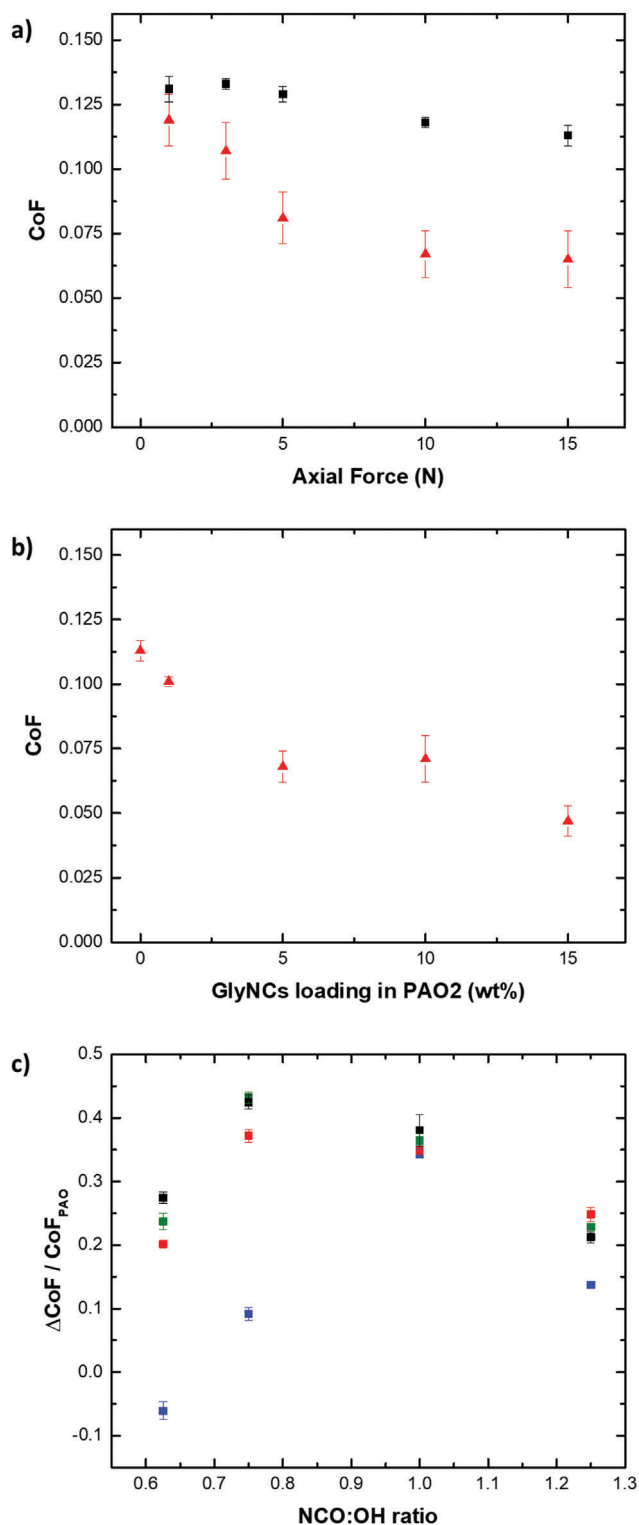 a)
0.150
0.125
0.100
0.075
0.050
0.025
0.000
CoF
0 5 10 15
Axial Force (N)
b)
0.150
0.125
0.100
0.075
0.050
0.025
0.000
CoF
0 5 10 15
GlyNCs loading in PAO2 (wt%)
c)
0.5
0.4
0.3
0.2
0.1
0.0
-0.1
ΔCoF / CoF_PAO
0.6 0.7 0.8 0.9 1.0 1.1 1.2 1.3
NCO:OH ratio